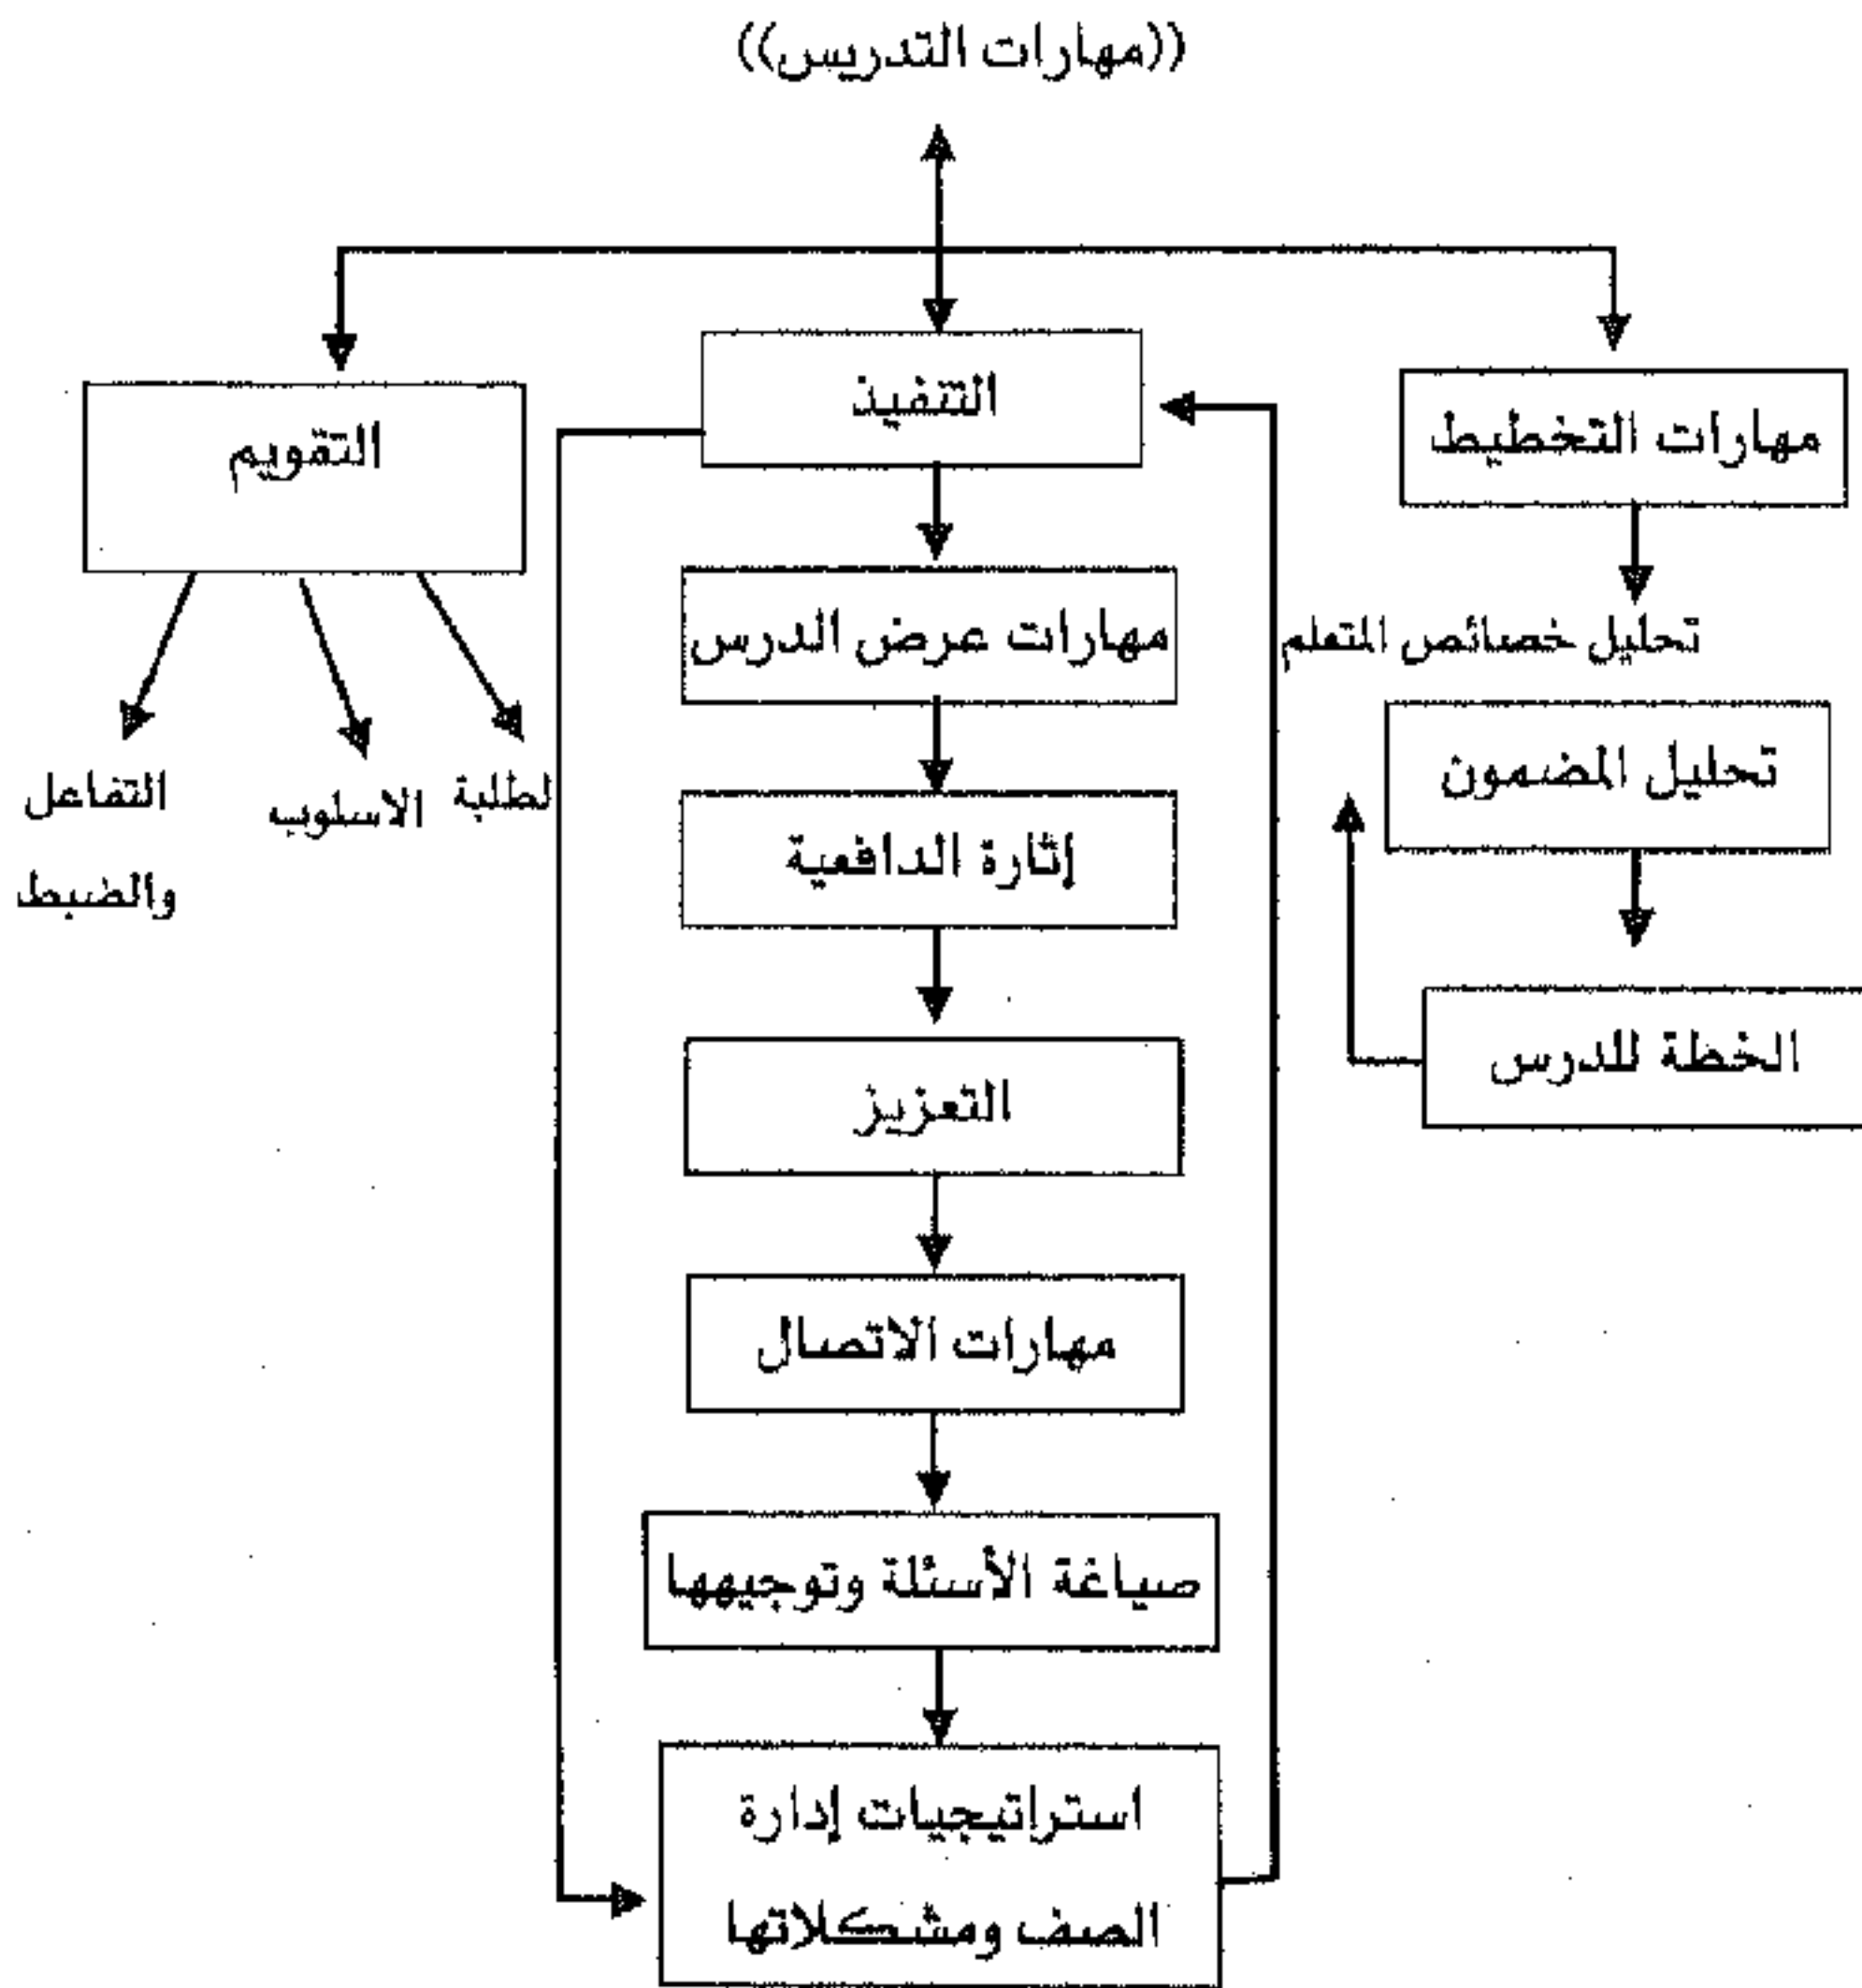 ((مهارات التدريس))
مهارات التخطيط
تحليل خصائص المتعلم
تحليل المضمون
الخطة للدرس
التنفيذ
مهارات عرض الدرس
إثارة الدافعية
التعزيز
مهارات الاتصال
صياغة الأسئلة وتوجيهها
استراتيجيات إدارة
الصف ومشكلاتها
التقويم
لطلبة
الاسلوب
التفاعل
والضبط